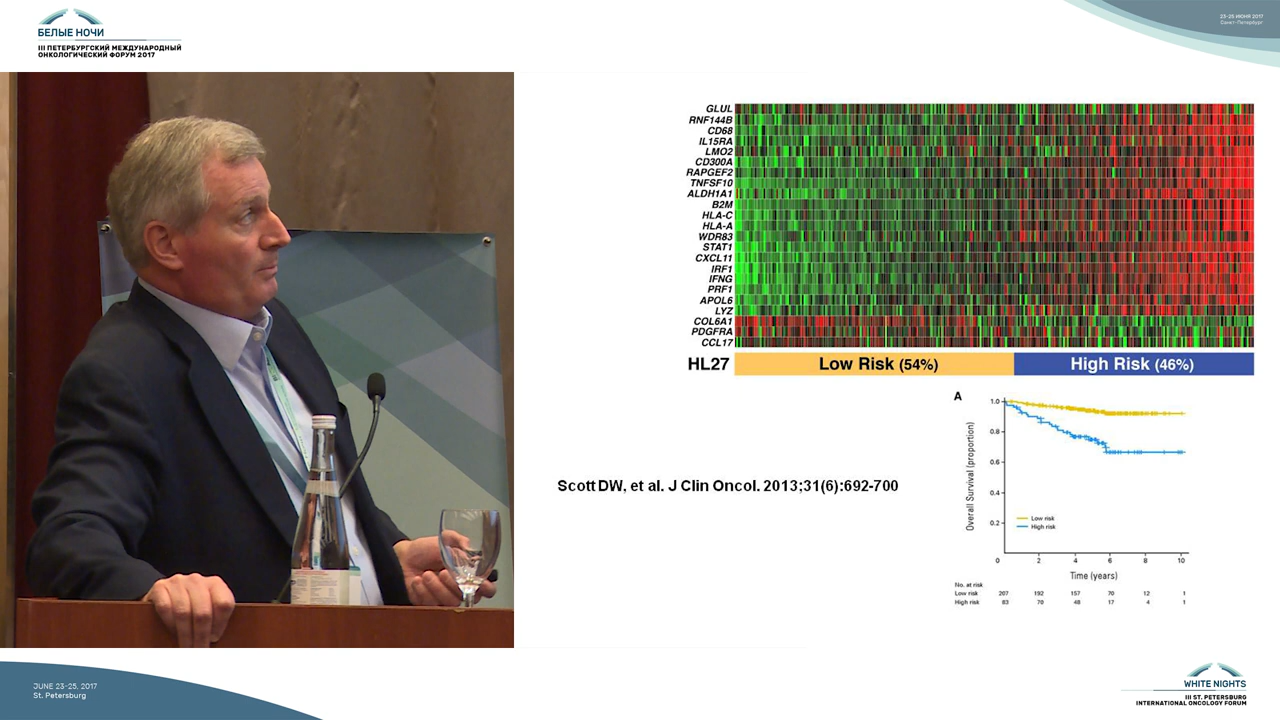 БЕЛЫЕ НОЧИ
III ПЕТЕРБУРГСКИЙ МЕЖДУНАРОДНЫЙ
ОНКОЛОГИЧЕСКИЙ ФОРУМ 2017
23-25 ИЮНЯ 2017
Санкт-Петербург
GLUL
RNF144B
CD68
IL15RA
LMO2
CD300A
RAPGEF2
TNFSF10
ALDH1A1
B2M
HLA-C
HLA-A
WDR83
STAT1
CXCL11
IRF1
IFNG
PRF1
APOL6
LYZ
COL6A1
PDGFRA
CCL17
HL27 Low Risk (54%) High Risk (46%)
A
1.0
0.8
0.6
0.4
0.2
Overall Survival (proportion)
Low risk
High risk
0 2 4 6 8 10
Time (years)
No. at risk
Low risk 207 192 157 70 12 1
High risk 83 70 48 17 4 1
Scott DW, et al. J Clin Oncol. 2013;31(6):692-700
JUNE 23-25, 2017
St. Petersburg
WHITE NIGHTS
III ST. PETERSBURG
INTERNATIONAL ONCOLOGY FORUM